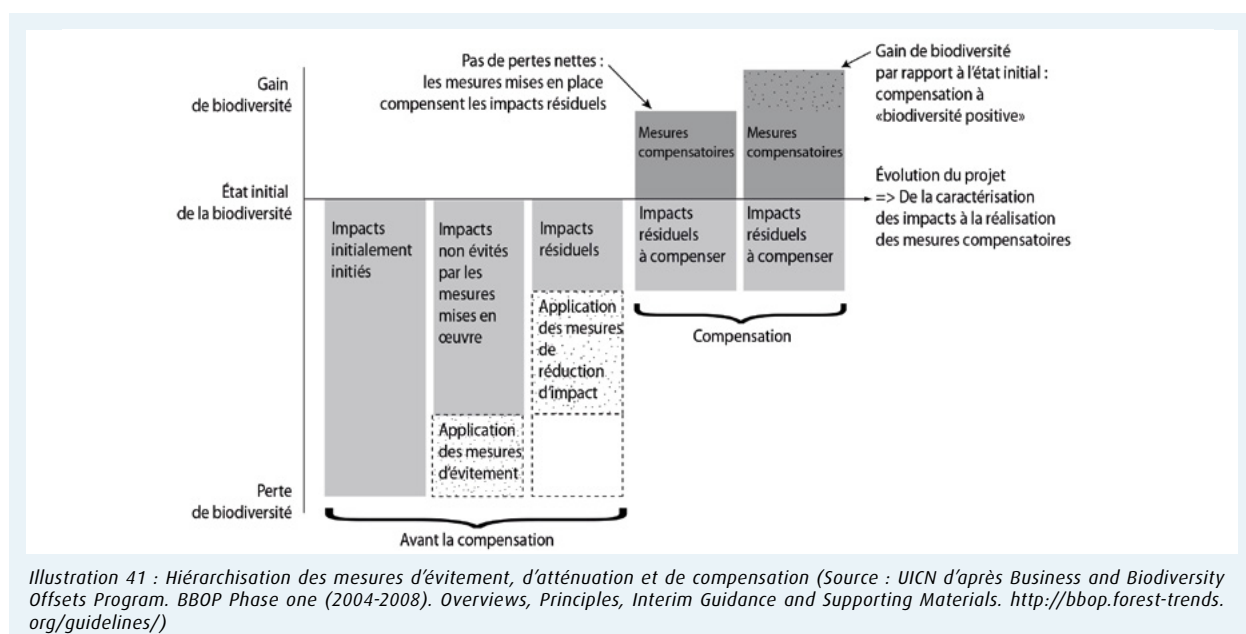 Gain
de biodiversité
État initial
de la biodiversité
Perte
de biodiversité
Pas de pertes nettes :
les mesures mises en place
compensent les impacts résiduels
Gain de biodiversité
par rapport à l'état initial :
compensation à
«biodiversité positive»
Mesures
compensatoires
Mesures
compensatoires
Évolution du projet
=> De la caractérisation
des impacts à la réalisation
des mesures compensatoires
Impacts
initialement
initiés
Impacts
non évités
par les
mesures
mises en
œuvre
Impacts
résiduels
Impacts
résiduels
à compenser
Impacts
résiduels
à compenser
Application
des mesures
de
réduction
d'impact
Application
des mesures
d'évitement
Compensation
Avant la compensation
Illustration 41 : Hiérarchisation des mesures d'évitement, d'atténuation et de compensation (Source : UICN d'après Business and Biodiversity
Offsets Program. BBOP Phase one (2004-2008). Overviews, Principles, Interim Guidance and Supporting Materials. http://bbop.forest-trends.
org/guidelines/)